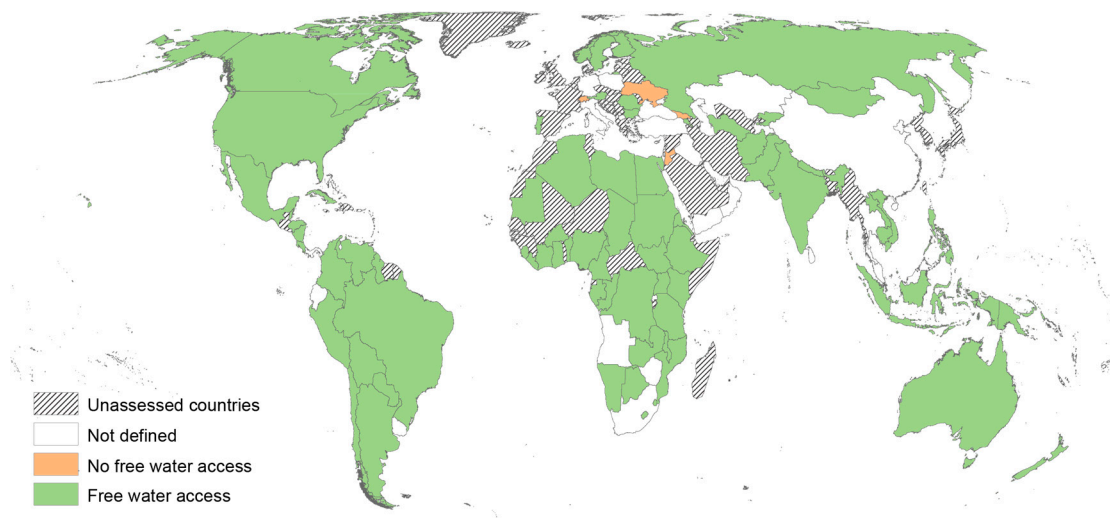 Unassessed countries
Not defined
No free water access
Free water access